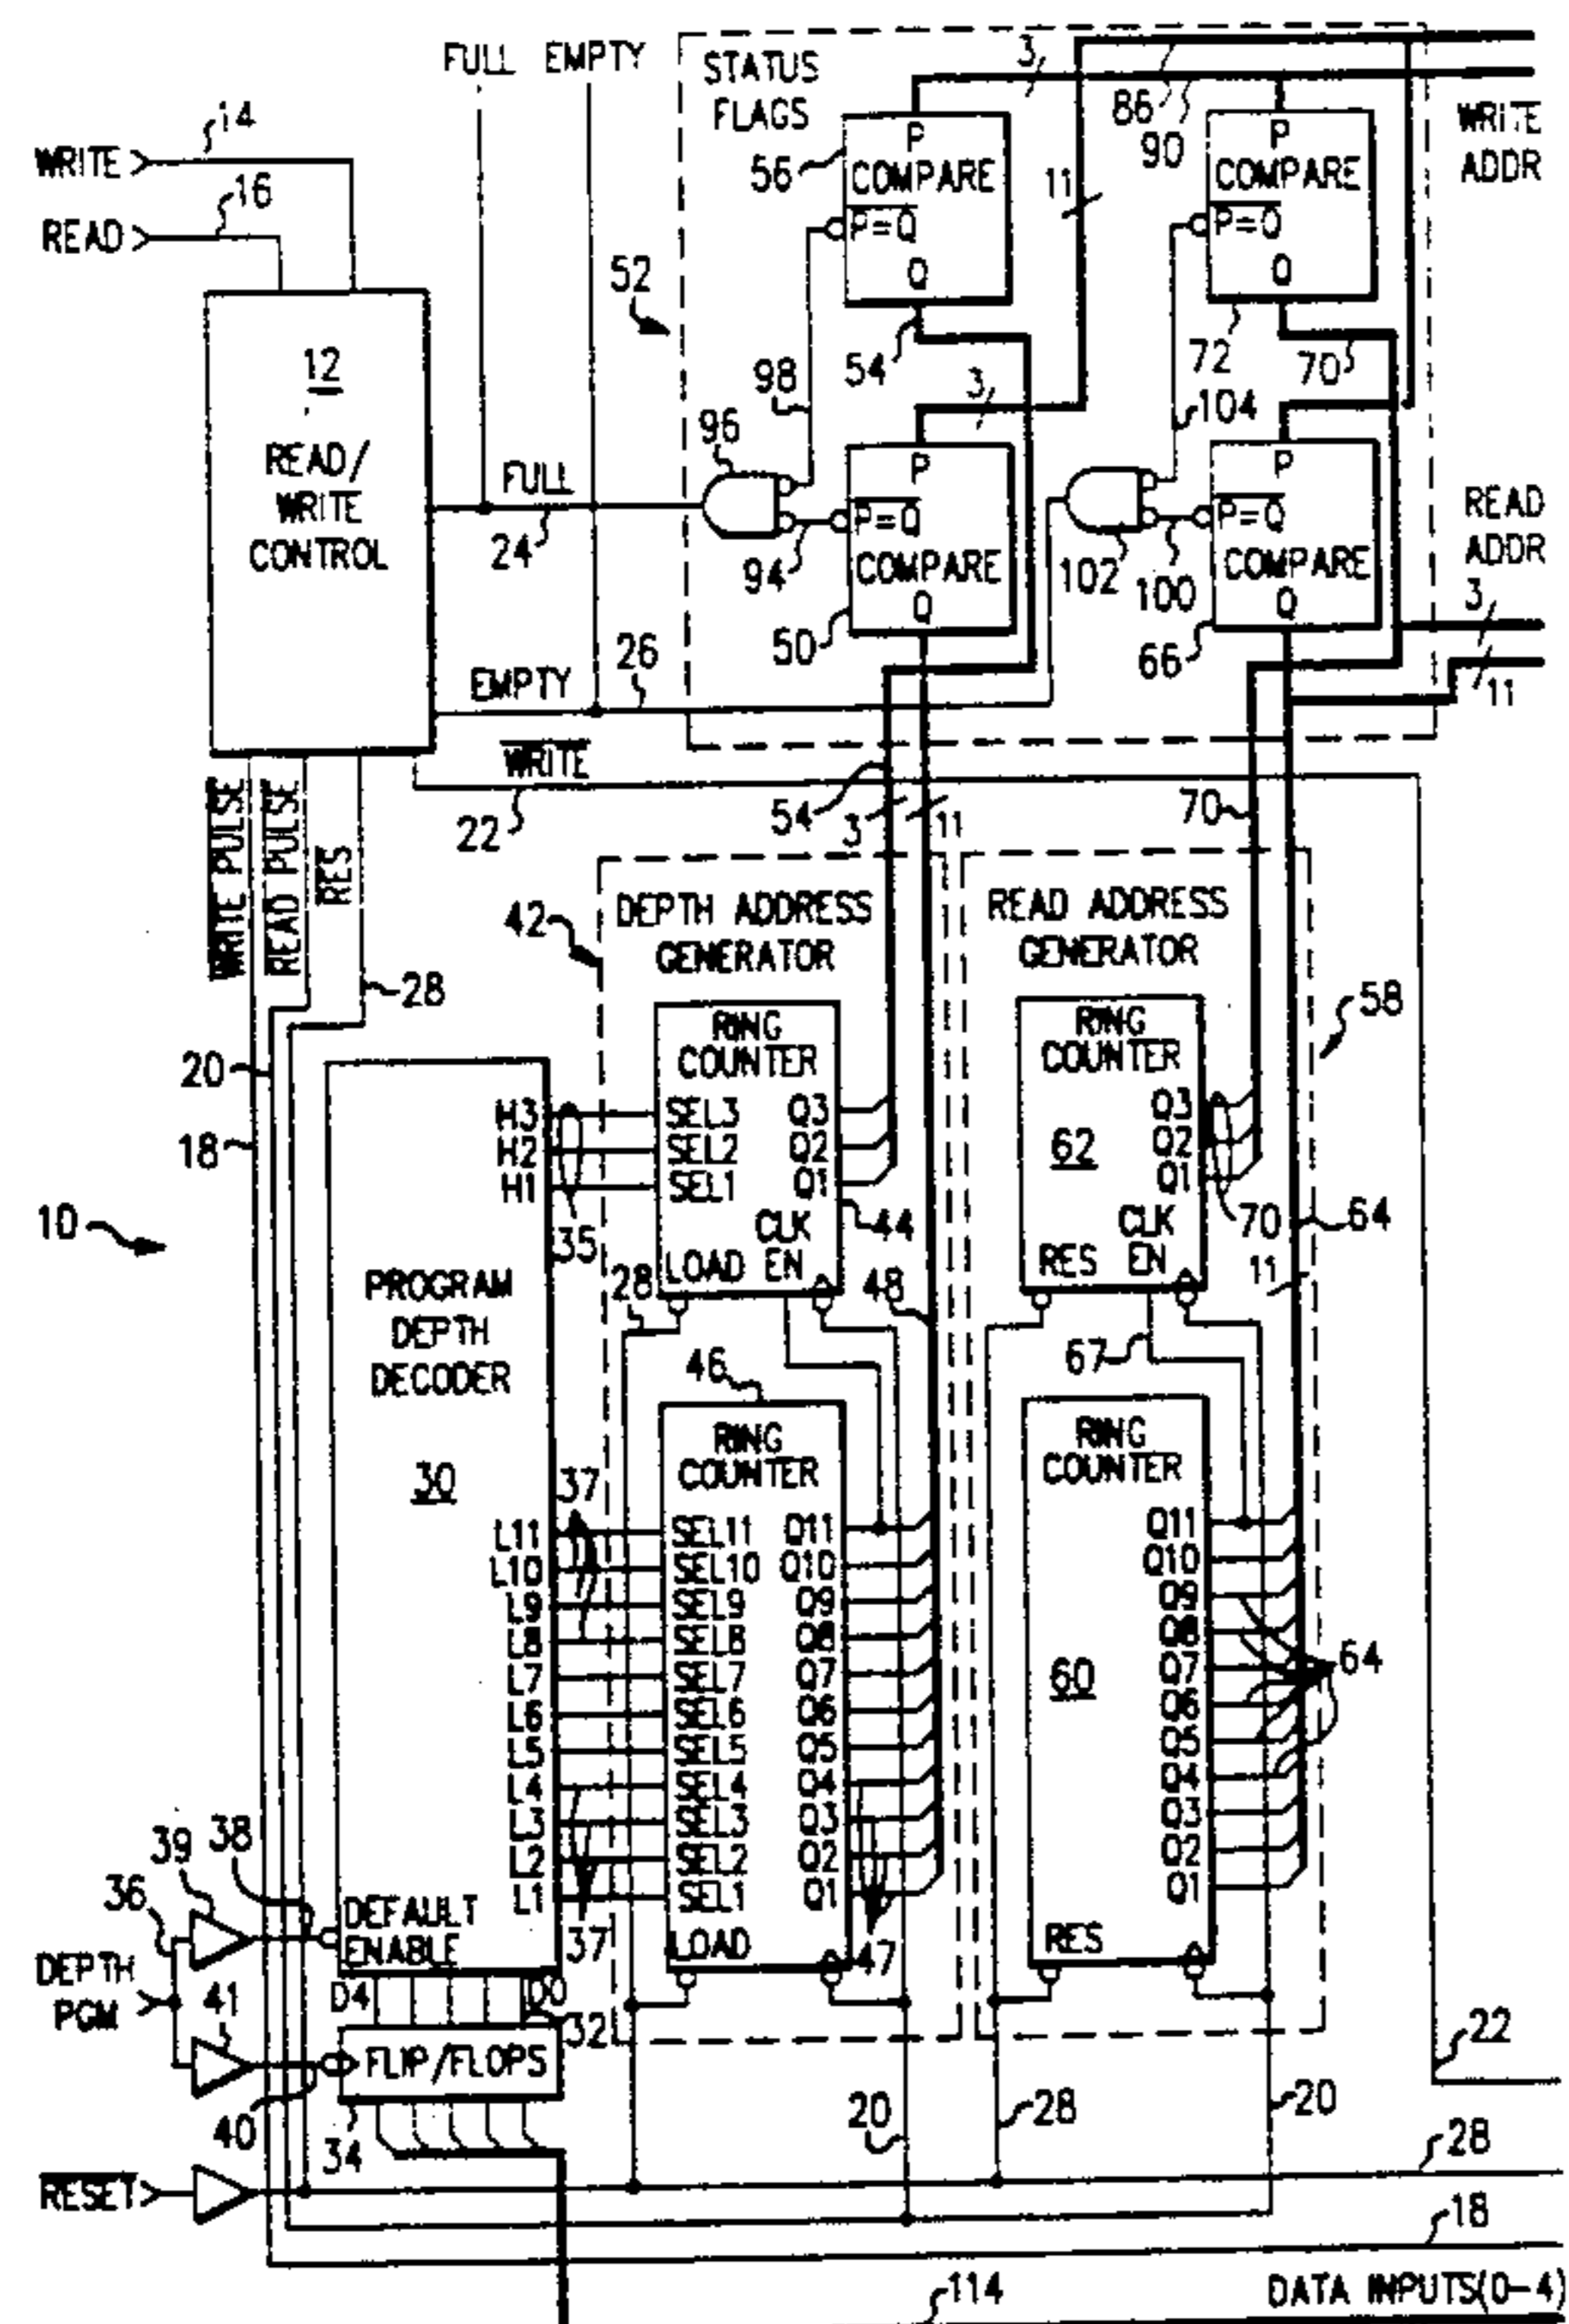 FULL EMPTY
STATUS
FLAGS
3
86
90
WRITE
ADDR
14
WRITE
16
READ
56
P
COMPARE
P=Q
Q
11
P
COMPARE
P=Q
Q
52
54
72
70
12
READ/
WRITE
CONTROL
98
3
104
96
FULL
24
94
P
P=Q
COMPARE
Q
50
102
100
P
P=Q
COMPARE
Q
66
READ
ADDR
3
11
EMPTY
26
WRITE
22
WRITE PULSE
READ PULSE
RES
54
3
11
70
28
20
18
10
42
DEPTH ADDRESS
GENERATOR
READ ADDRESS
GENERATOR
58
RING
COUNTER
SEL3 Q3
SEL2 Q2
SEL1 Q1
CLK
LOAD EN
44
RING
COUNTER
62
Q3
Q2
Q1
CLK
RES EN
70
64
11
H3
H2
H1
35
28
48
67
PROGRAM
DEPTH
DECODER
30
37
46
RING
COUNTER
RING
COUNTER
L11 SEL11 Q11 Q11
L10 SEL10 Q10 Q10
L9 SEL9 Q9 Q9
L8 SEL8 Q8 Q8
L7 SEL7 Q7 Q7
L6 SEL6 Q6 Q6
L5 SEL5 Q5 Q5
L4 SEL4 Q4 Q4
L3 SEL3 Q3 Q3
L2 SEL2 Q2 Q2
L1 SEL1 Q1 Q1
60
64
LOAD
47
RES
37
39
38
36
DEFAULT
ENABLE
DEPTH
PGM
41
D4
D0
32
FLIP/FLOPS
40
34
20
28
20
22
RESET
28
18
DATA INPUTS(0-4)
114